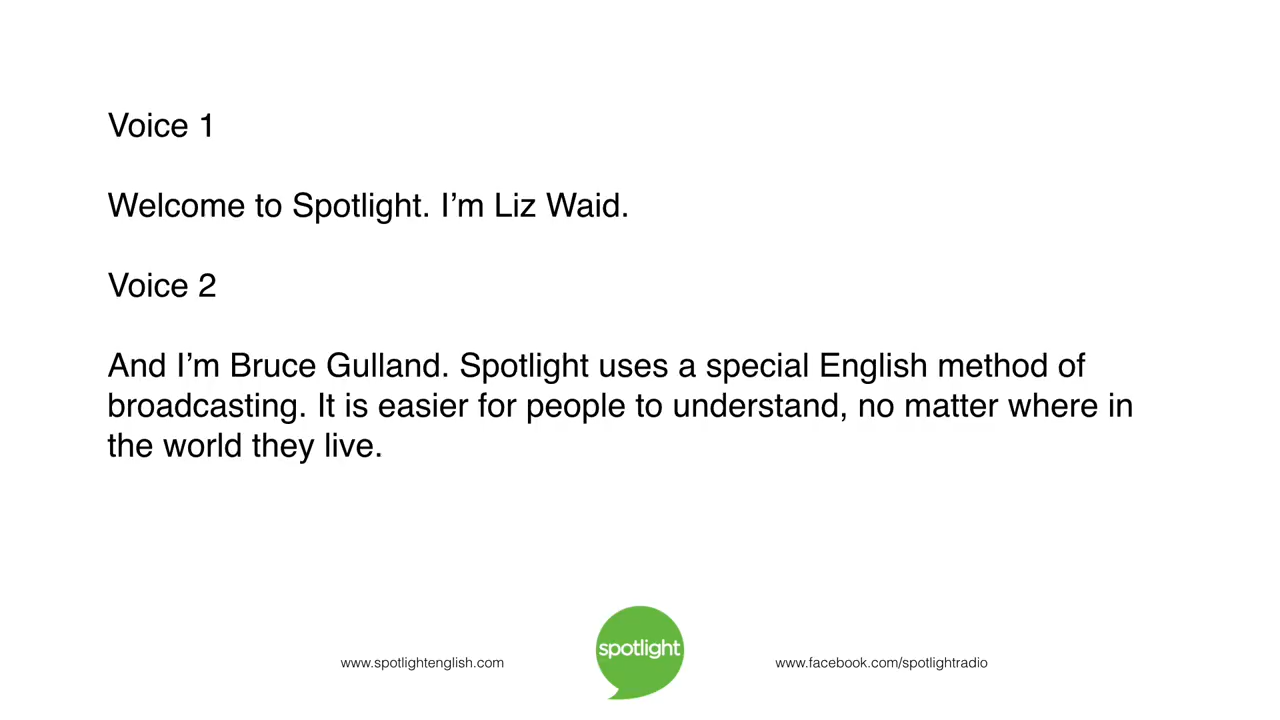 Voice 1
Welcome to Spotlight. I’m Liz Waid.
Voice 2
And I’m Bruce Gulland. Spotlight uses a special English method of
broadcasting. It is easier for people to understand, no matter where in
the world they live.
www.spotlightenglish.com
spotlight
www.facebook.com/spotlightradio